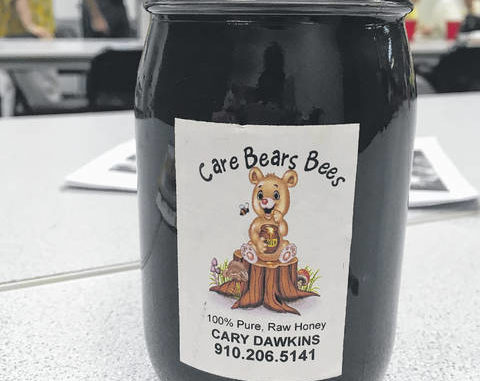 Care Bears Bees
100% Pure, Raw Honey
CARY DAWKINS
910.206.5141